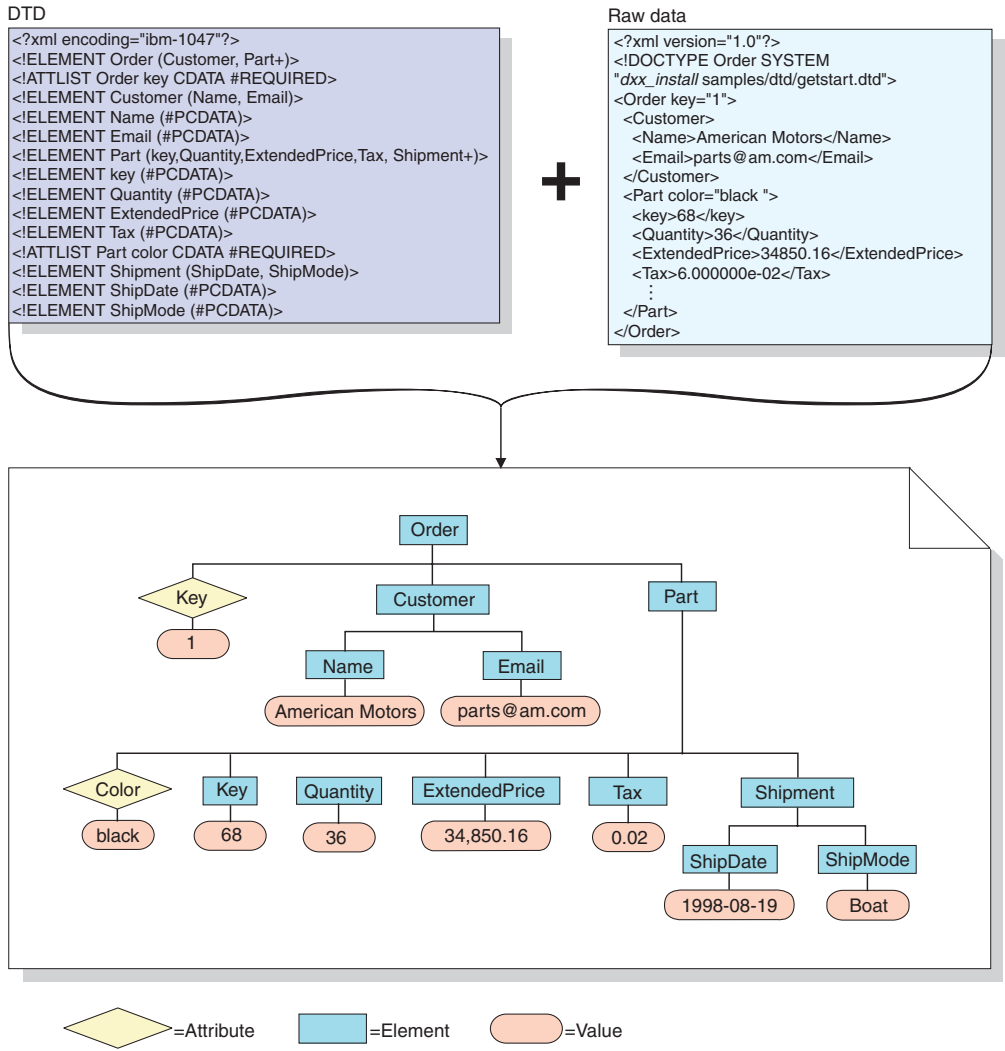 DTD
<?xml encoding="ibm-1047"?>
<!ELEMENT Order (Customer, Part+)>
<!ATTLIST Order key CDATA #REQUIRED>
<!ELEMENT Customer (Name, Email)>
<!ELEMENT Name (#PCDATA)>
<!ELEMENT Email (#PCDATA)>
<!ELEMENT Part (key,Quantity,ExtendedPrice,Tax, Shipment+)>
<!ELEMENT key (#PCDATA)>
<!ELEMENT Quantity (#PCDATA)>
<!ELEMENT ExtendedPrice (#PCDATA)>
<!ELEMENT Tax (#PCDATA)>
<!ATTLIST Part color CDATA #REQUIRED>
<!ELEMENT Shipment (ShipDate, ShipMode)>
<!ELEMENT ShipDate (#PCDATA)>
<!ELEMENT ShipMode (#PCDATA)>
+
Raw data
<?xml version="1.0"?>
<!DOCTYPE Order SYSTEM
"dxx_install samples/dtd/getstart.dtd">
<Order key="1">
<Customer>
<Name>American Motors</Name>
<Email>parts@am.com</Email>
</Customer>
<Part color="black ">
<key>68</key>
<Quantity>36</Quantity>
<ExtendedPrice>34850.16</ExtendedPrice>
<Tax>6.000000e-02</Tax>
⋮
</Part>
</Order>
Order
Key
Customer
Part
1
Name
Email
American Motors
parts@am.com
Color
Key
Quantity
ExtendedPrice
Tax
Shipment
black
68
36
34,850.16
0.02
ShipDate
ShipMode
1998-08-19
Boat
=Attribute
=Element
=Value